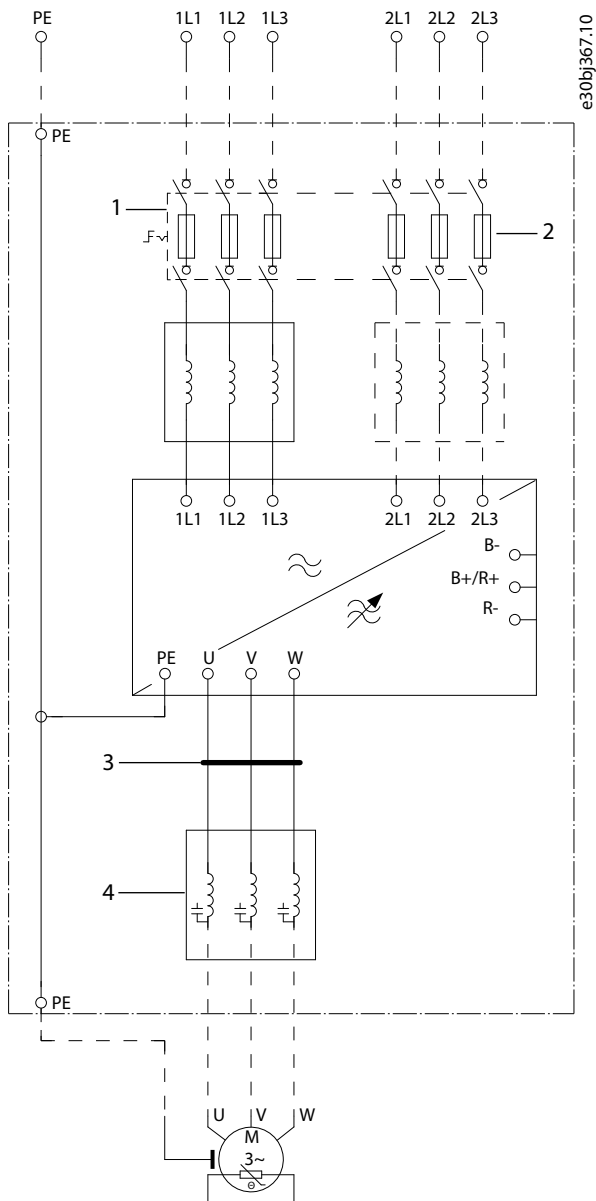 PE 1L1 1L2 1L3 2L1 2L2 2L3
e30bj367.10
PE
1
2
1L1 1L2 1L3 2L1 2L2 2L3
B-
B+/R+
R-
PE U V W
3
4
PE
U V W
M
3~
Θ